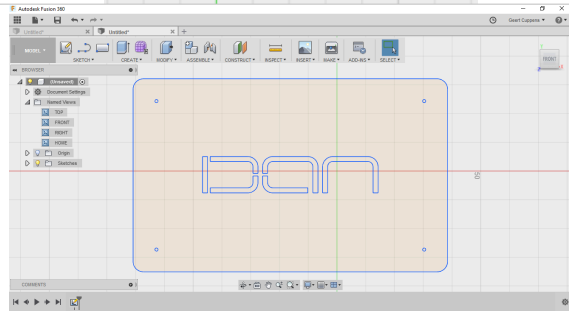 Autodesk Fusion 360
Geert Coppens
Untitled* Untitled*
MODEL
SKETCH CREATE MODIFY ASSEMBLE CONSTRUCT INSPECT INSERT MAKE ADD-INS SELECT
BROWSER
(Unsaved)
Document Settings
Named Views
TOP
FRONT
RIGHT
HOME
Origin
Sketches
FRONT
50
COMMENTS